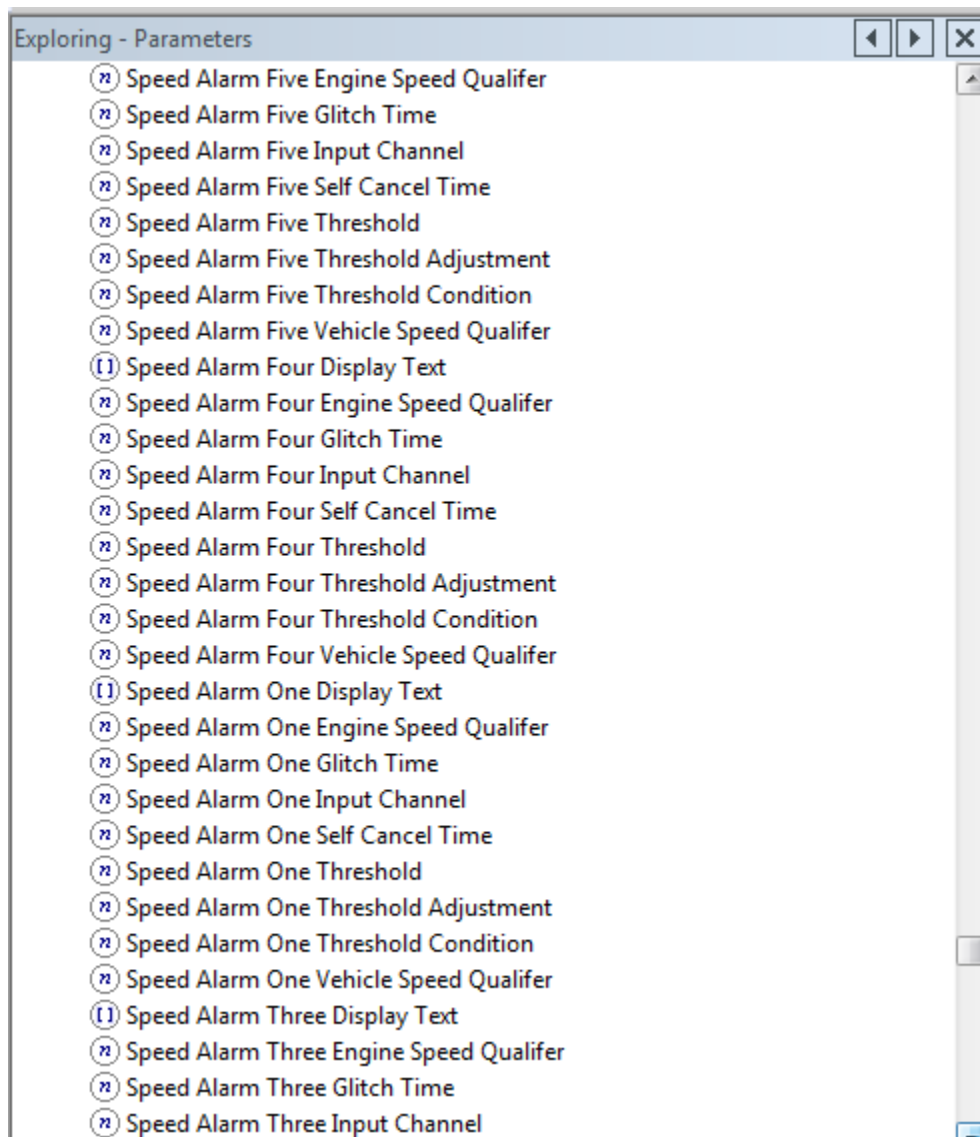 Exploring - Parameters
Speed Alarm Five Engine Speed Qualifer
Speed Alarm Five Glitch Time
Speed Alarm Five Input Channel
Speed Alarm Five Self Cancel Time
Speed Alarm Five Threshold
Speed Alarm Five Threshold Adjustment
Speed Alarm Five Threshold Condition
Speed Alarm Five Vehicle Speed Qualifer
Speed Alarm Four Display Text
Speed Alarm Four Engine Speed Qualifer
Speed Alarm Four Glitch Time
Speed Alarm Four Input Channel
Speed Alarm Four Self Cancel Time
Speed Alarm Four Threshold
Speed Alarm Four Threshold Adjustment
Speed Alarm Four Threshold Condition
Speed Alarm Four Vehicle Speed Qualifer
Speed Alarm One Display Text
Speed Alarm One Engine Speed Qualifer
Speed Alarm One Glitch Time
Speed Alarm One Input Channel
Speed Alarm One Self Cancel Time
Speed Alarm One Threshold
Speed Alarm One Threshold Adjustment
Speed Alarm One Threshold Condition
Speed Alarm One Vehicle Speed Qualifer
Speed Alarm Three Display Text
Speed Alarm Three Engine Speed Qualifer
Speed Alarm Three Glitch Time
Speed Alarm Three Input Channel